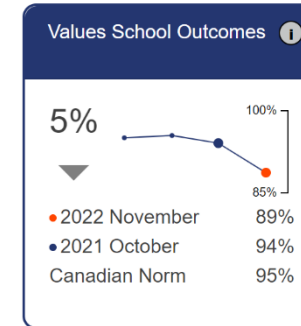 Values School Outcomes i
5%
100%
85%
• 2022 November 89%
• 2021 October 94%
Canadian Norm 95%